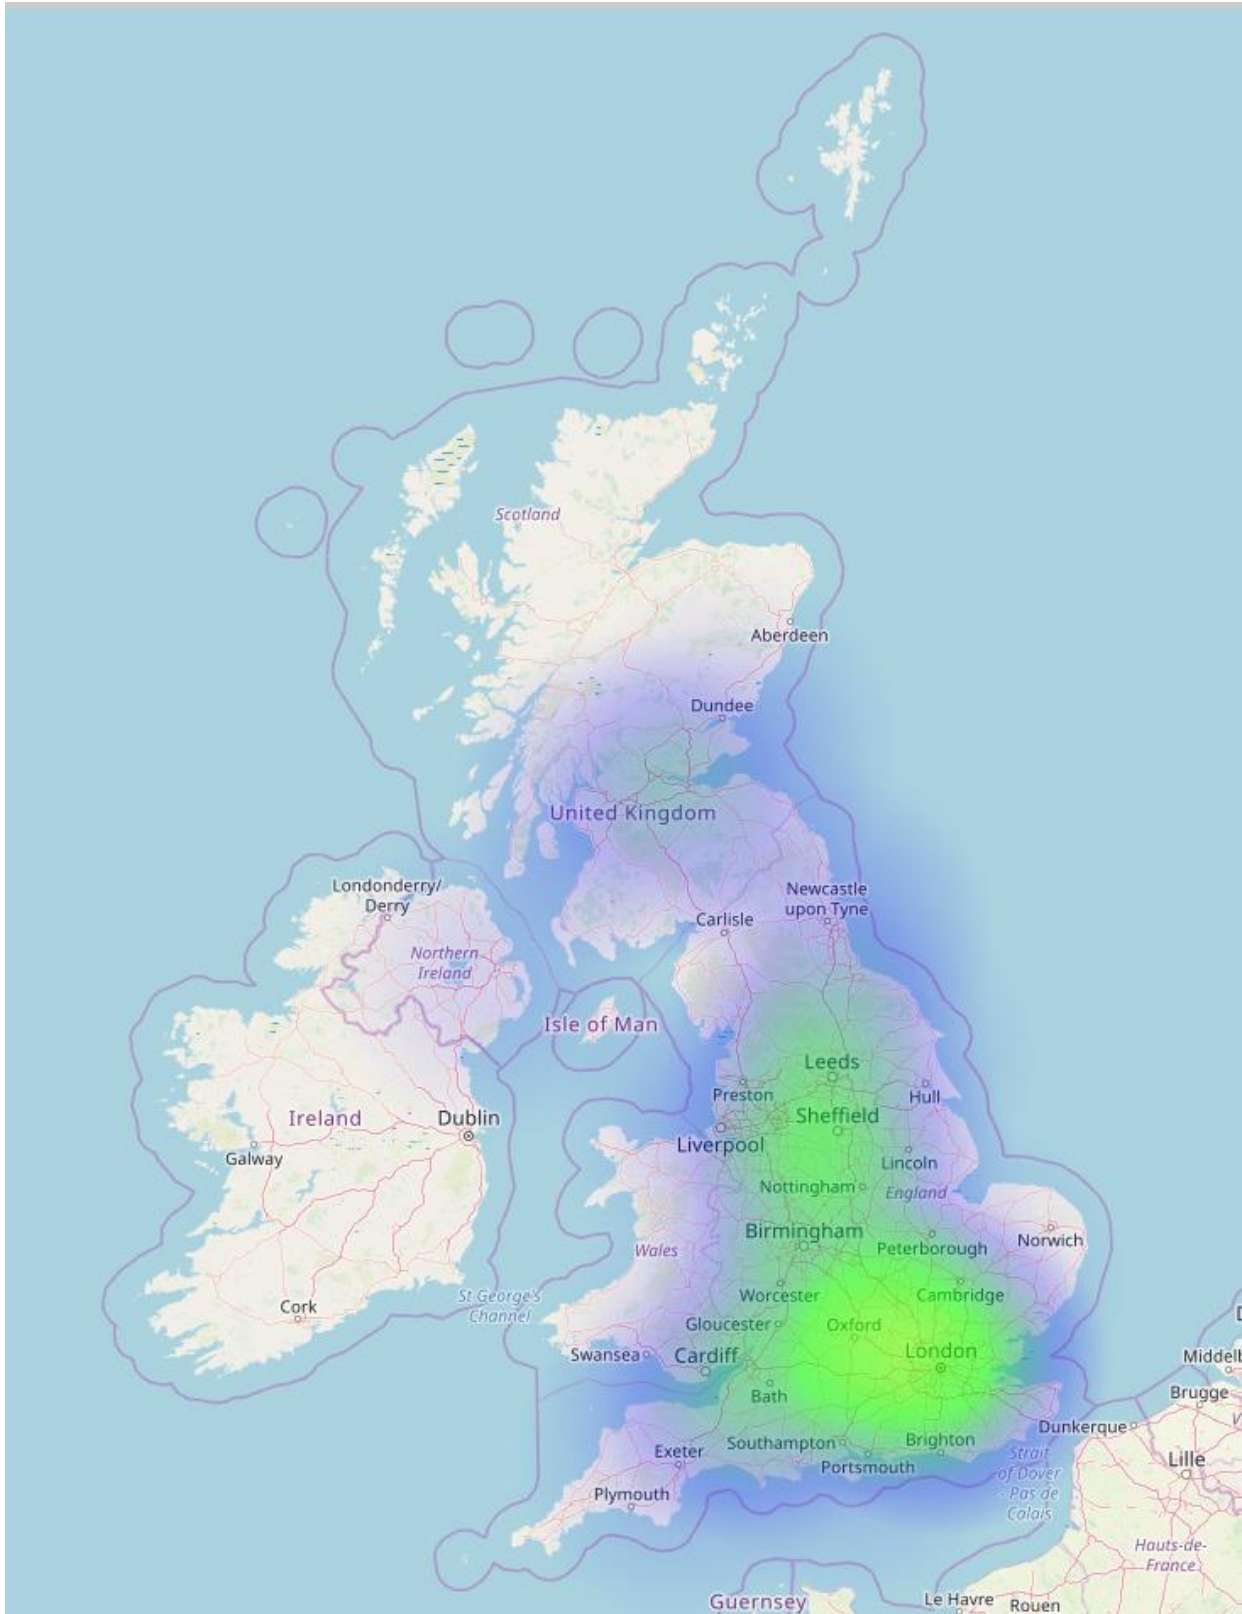 Scotland
Aberdeen
Dundee
United Kingdom
Londonderry/
Derry
Newcastle
upon Tyne
Carlisle
Northern
Ireland
Isle of Man
Leeds
Preston
Hull
Sheffield
Ireland
Dublin
Liverpool
Galway
Lincoln
Nottingham
England
Birmingham
Norwich
Wales
Peterborough
Cork
St George's
Channel
Worcester
Cambridge
Gloucester
Oxford
D
London
Swansea
Cardiff
Middelb
Bath
Brugge
V
Dunkerque
Exeter
Southampton
Brighton
Portsmouth
Strait
of Dover
- Pas de
Calais
Lille
Plymouth
Hauts-de-
France
Guernsey
Le Havre
Rouen